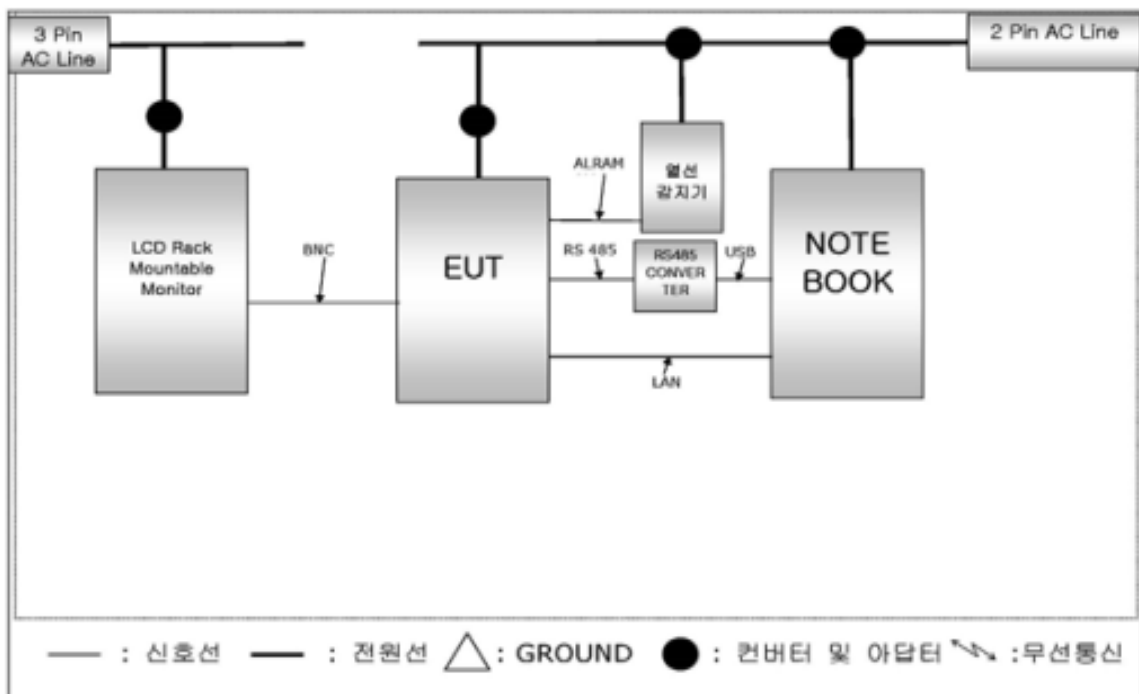 3 Pin
AC Line
2 Pin AC Line
ALRAM
열선
감지기
LCD Rack
Mountable
Monitor
BNC
EUT
RS 485
RS485
CONVER
TER
USB
NOTE
BOOK
LAN
: 신호선
: 전원선
: GROUND
: 컨버터 및 아답터
:무선통신